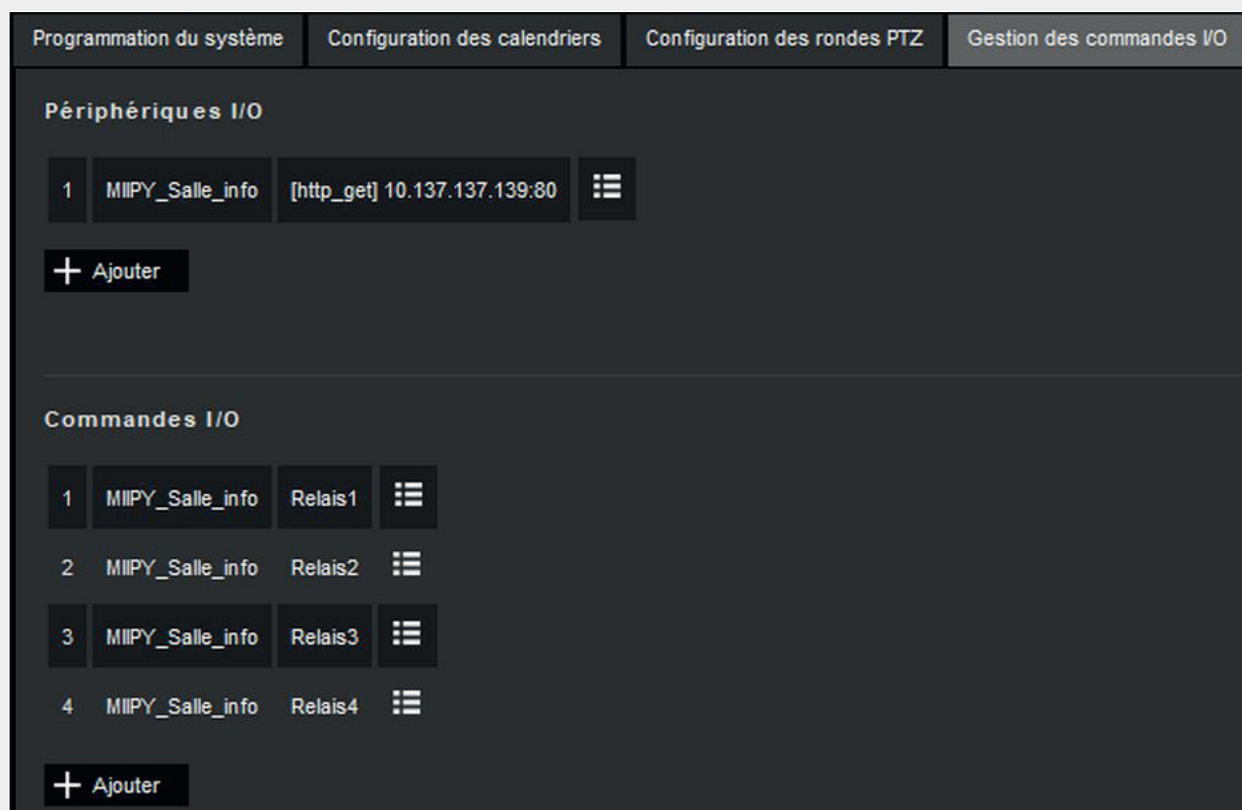 Programmation du système Configuration des calendriers Configuration des rondes PTZ Gestion des commandes I/O
Périphériques I/O
1 MIIPY_Salle_info [http_get] 10.137.137.139:80
+ Ajouter
Commandes I/O
1 MIIPY_Salle_info Relais1
2 MIIPY_Salle_info Relais2
3 MIIPY_Salle_info Relais3
4 MIIPY_Salle_info Relais4
+ Ajouter